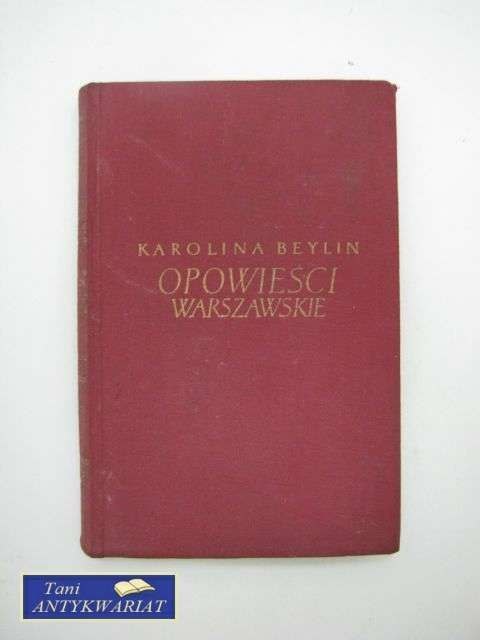 KAROLINA BEYLIN
OPOWIEŚCI
WARSZAWSKIE
Tani
ANTYKWARIAT